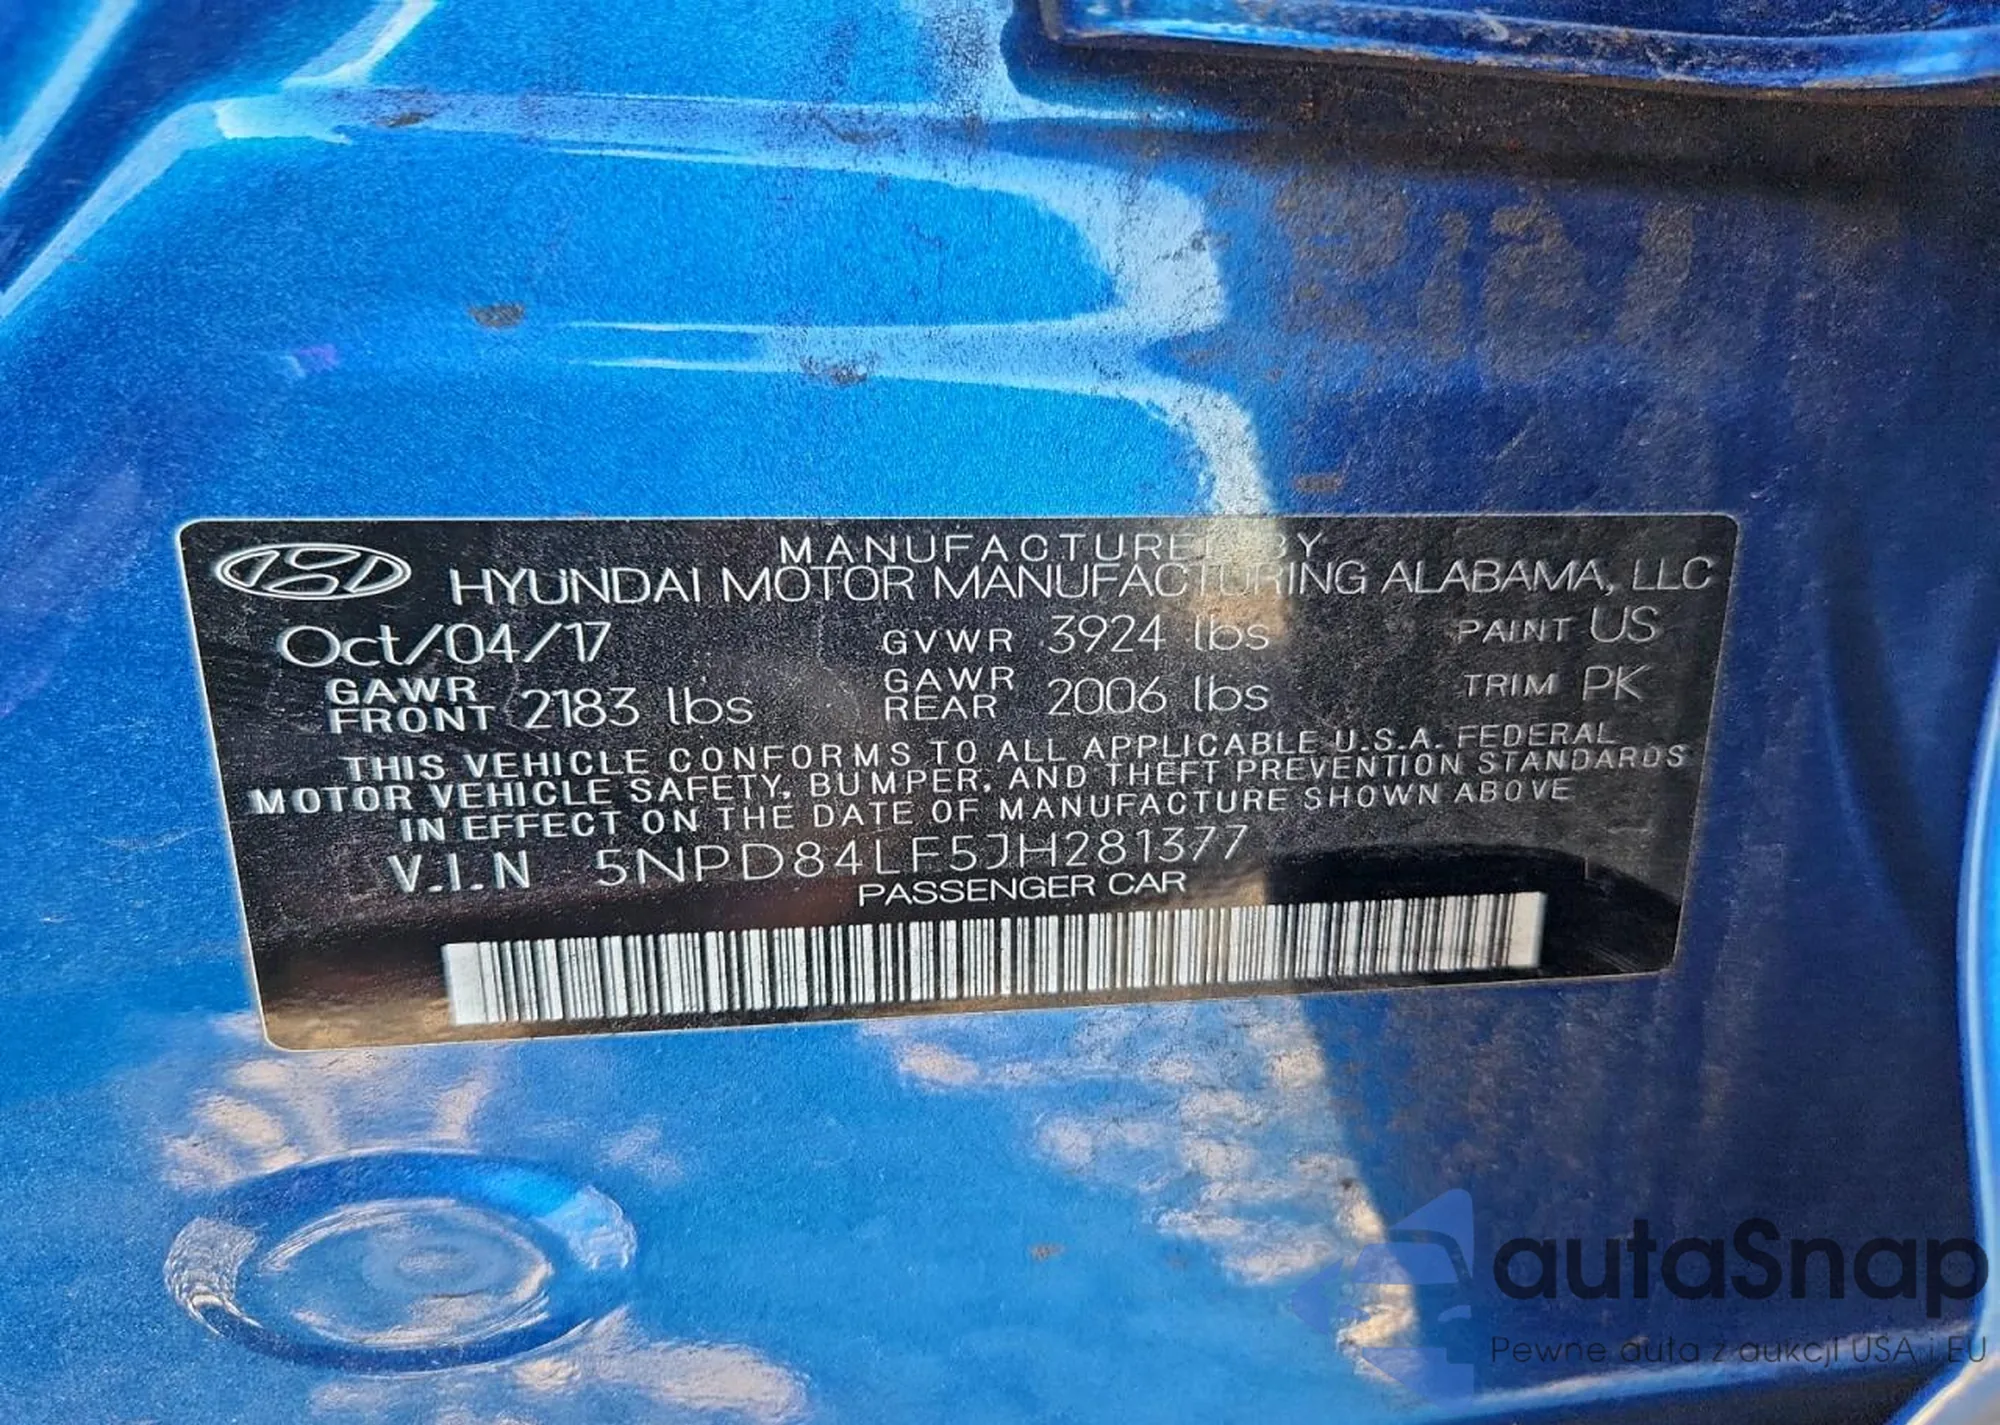 MANUFACTURED BY
HYUNDAI MOTOR MANUFACTURING ALABAMA, LLC
Oct/04/17 GVWR 3924 lbs PAINT US
GAWR FRONT 2183 lbs GAWR REAR 2006 lbs TRIM PK
THIS VEHICLE CONFORMS TO ALL APPLICABLE U.S.A. FEDERAL
MOTOR VEHICLE SAFETY, BUMPER, AND THEFT PREVENTION STANDARDS
IN EFFECT ON THE DATE OF MANUFACTURE SHOWN ABOVE
V.I.N 5NPD84LF5JH281377
PASSENGER CAR
autaSnap
Pewne auta z aukcji USA i EU